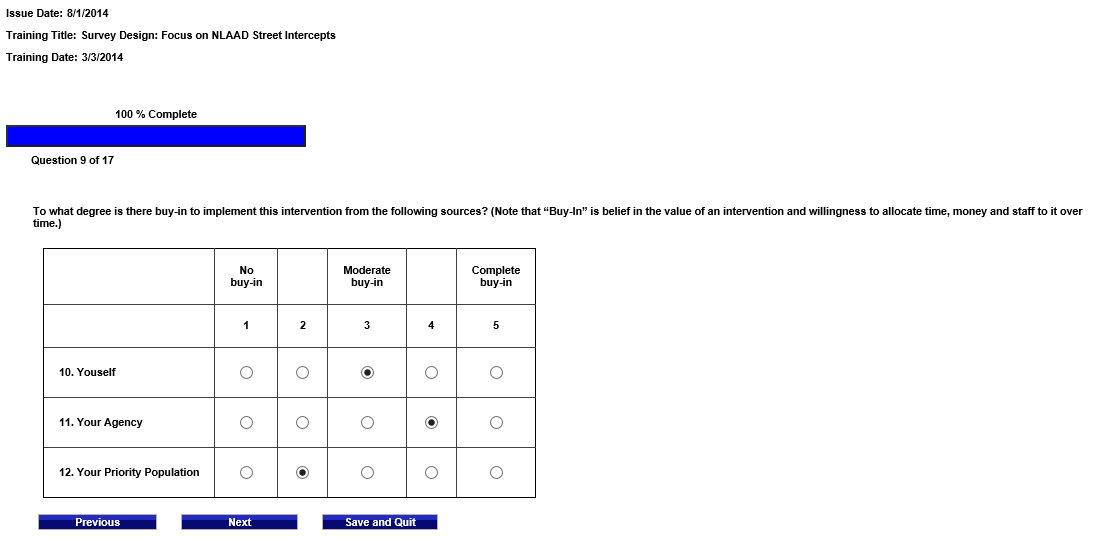 Issue Date: 8/1/2014
Training Title: Survey Design: Focus on NLAAD Street Intercepts
Training Date: 3/3/2014
100 % Complete
Question 9 of 17
To what degree is there buy-in to implement this intervention from the following sources? (Note that “Buy-In” is belief in the value of an intervention and willingness to allocate time, money and staff to it over
time.)
No Moderate Complete
buy-in buy-in buy-in
1 2 3 4 5
10. Youself
11. Your Agency
12. Your Priority Population
Previous Next Save and Quit